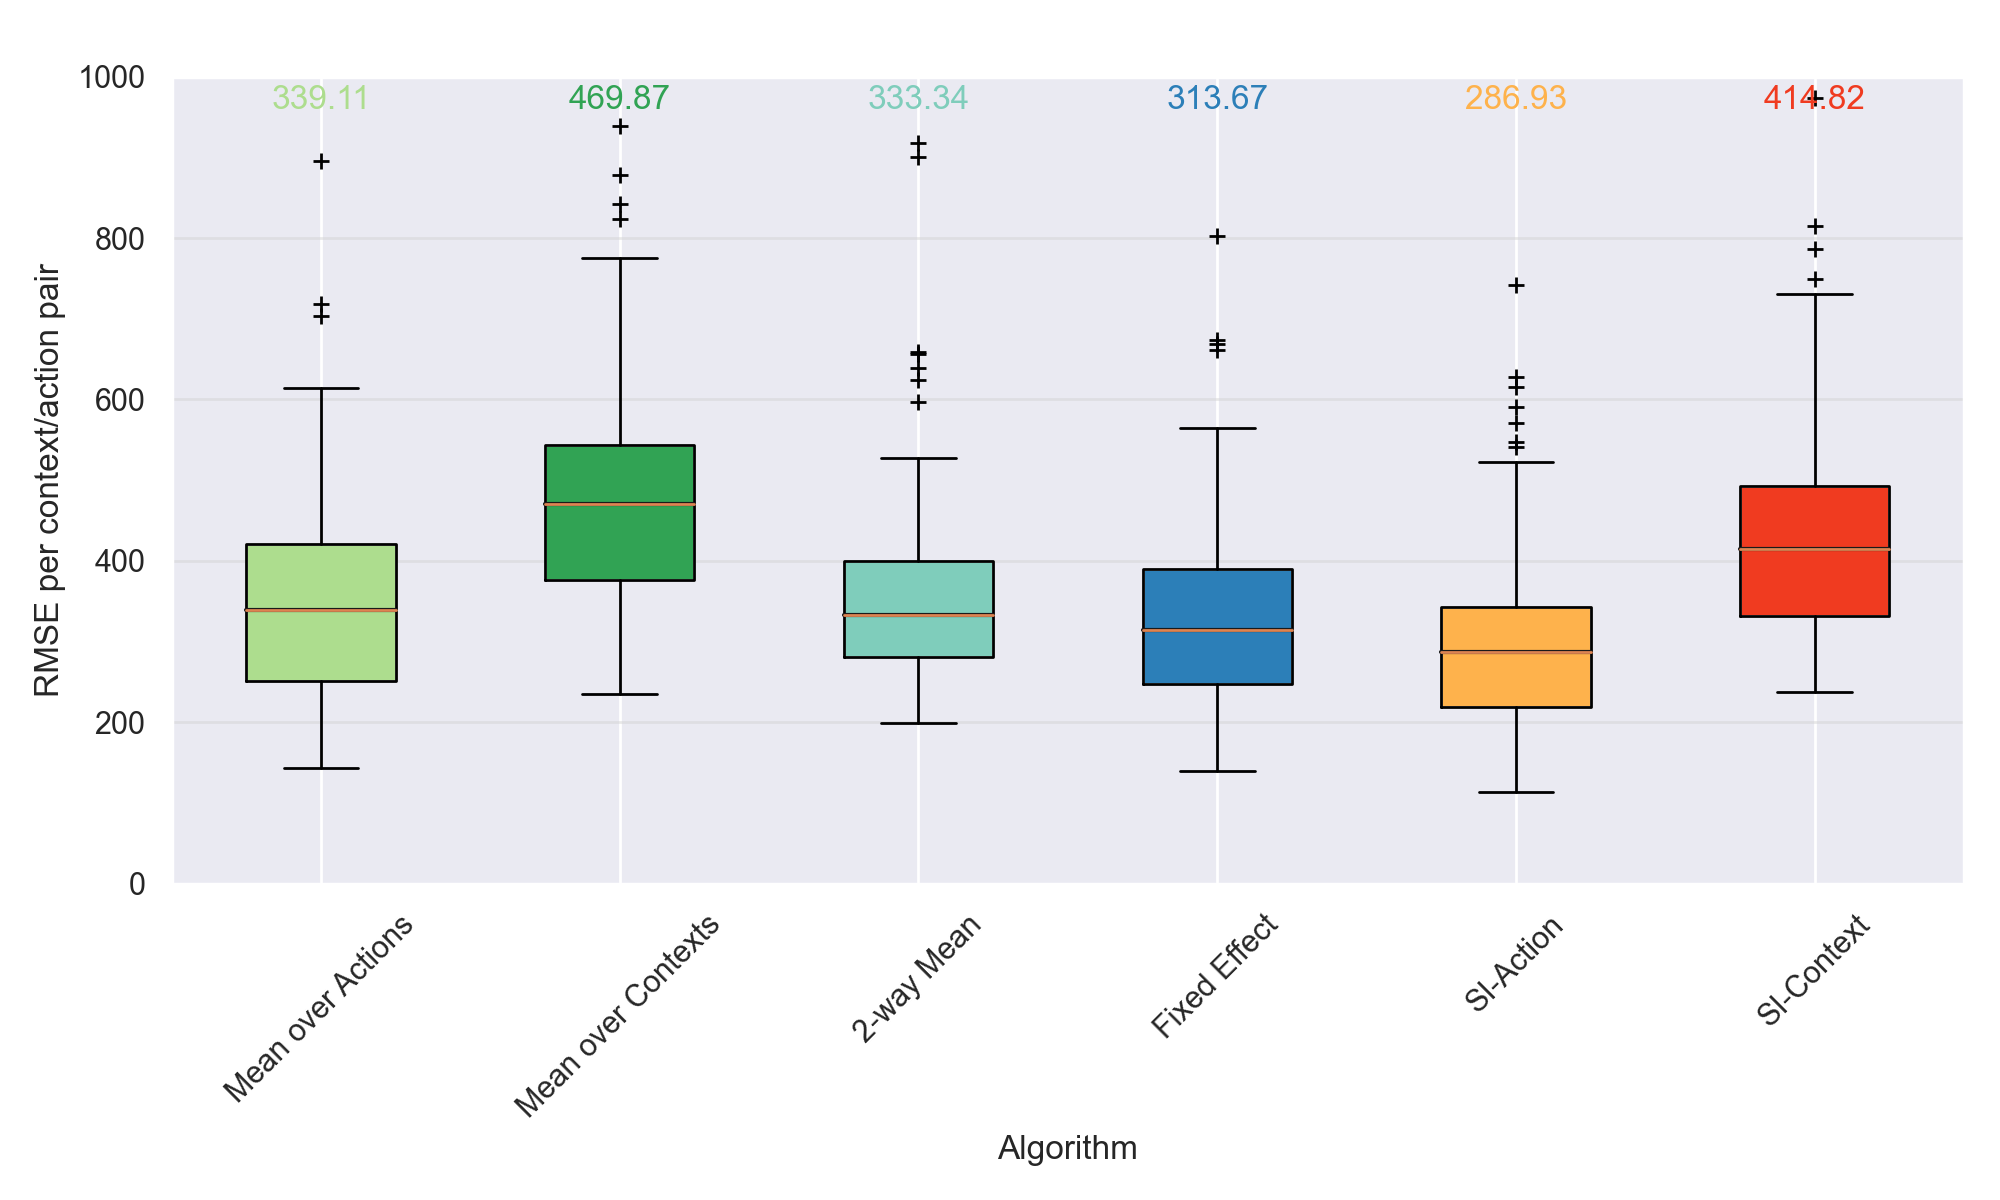 1000
800
600
400
200
0
RMSE per context/action pair
339.11
469.87
333.34
313.67
286.93
414.82
Mean over Actions
Mean over Contexts
2-way Mean
Fixed Effect
SI-Action
SI-Context
Algorithm